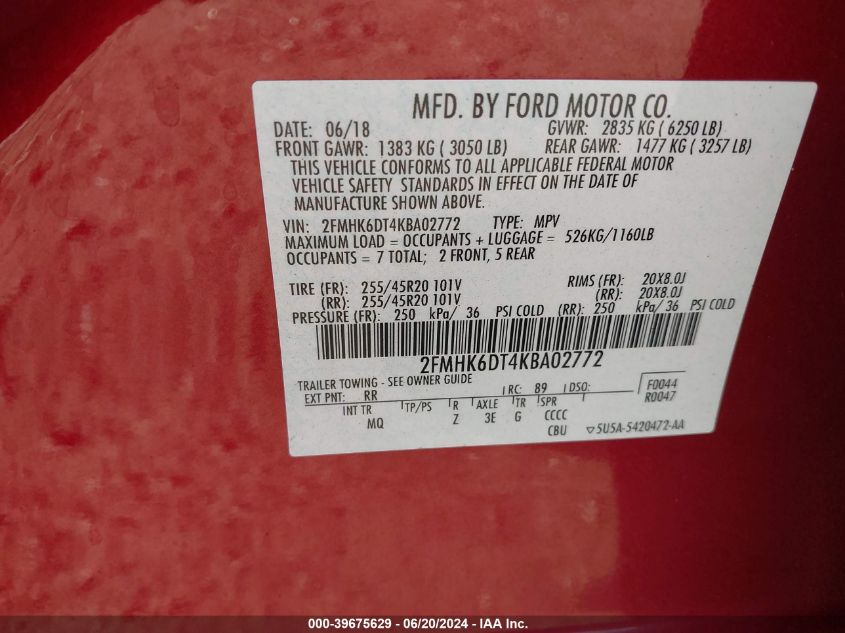 MFD. BY FORD MOTOR CO.
DATE: 06/18 GVWR: 2835 KG ( 6250 LB)
FRONT GAWR: 1383 KG ( 3050 LB) REAR GAWR: 1477 KG ( 3257 LB)
THIS VEHICLE CONFORMS TO ALL APPLICABLE FEDERAL MOTOR
VEHICLE SAFETY STANDARDS IN EFFECT ON THE DATE OF
MANUFACTURE SHOWN ABOVE.
VIN: 2FMHK6DT4KBA02772 TYPE: MPV
MAXIMUM LOAD = OCCUPANTS + LUGGAGE = 526KG/1160LB
OCCUPANTS = 7 TOTAL; 2 FRONT, 5 REAR
TIRE (FR): 255/45R20 101V RIMS (FR): 20X8.0J
(RR): 255/45R20 101V (RR): 20X8.0J
PRESSURE (FR): 250 kPa/ 36 PSI COLD (RR): 250 kPa/ 36 PSI COLD
2FMHK6DT4KBA02772
TRAILER TOWING - SEE OWNER GUIDE
EXT PNT: RR RC: 89 DSO: F0044
INT TR TP/PS R AXLE TR SPR R0047
MQ Z 3E G CCCC
CBU 5U5A-5420472-AA
000-39675629 - 06/20/2024 - IAA Inc.